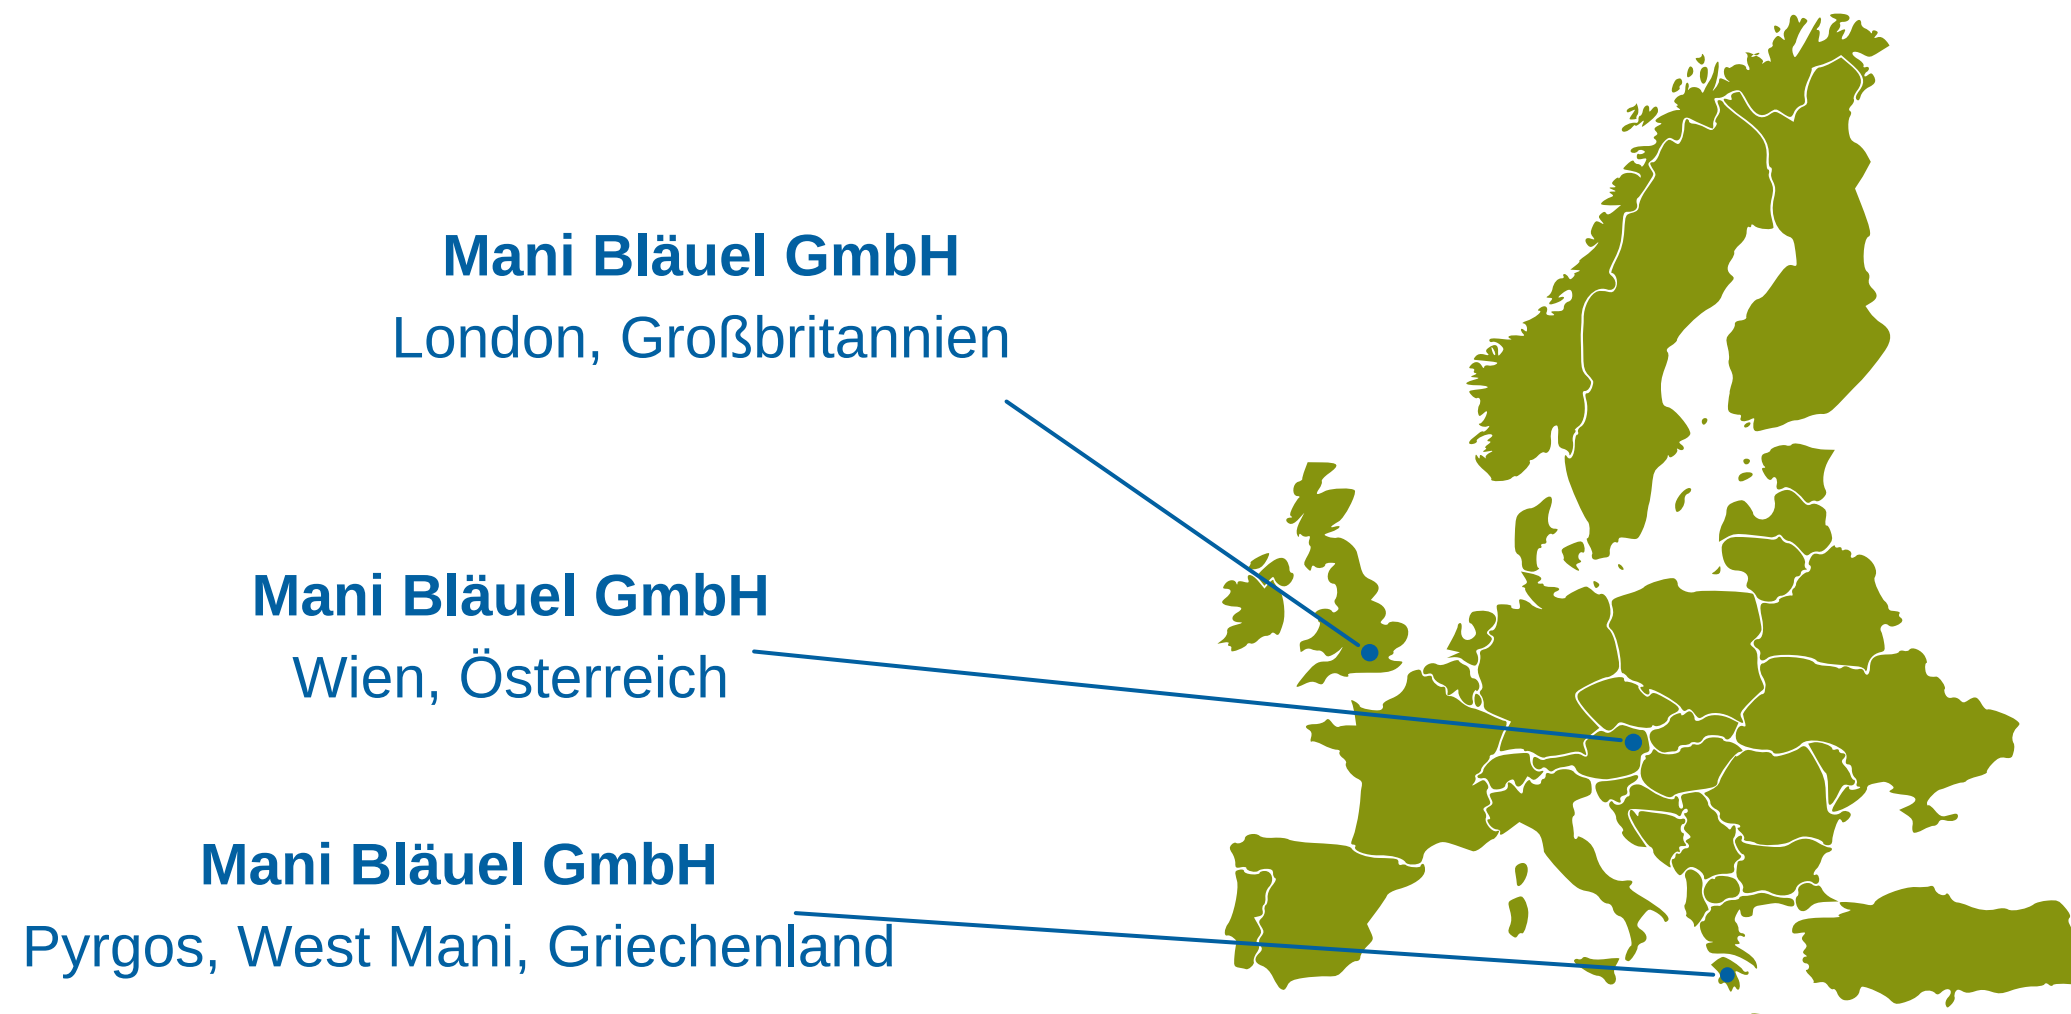 Mani Bläuel GmbH
London, Großbritannien
Mani Bläuel GmbH
Wien, Österreich
Mani Bläuel GmbH
Pyrgos, West Mani, Griechenland